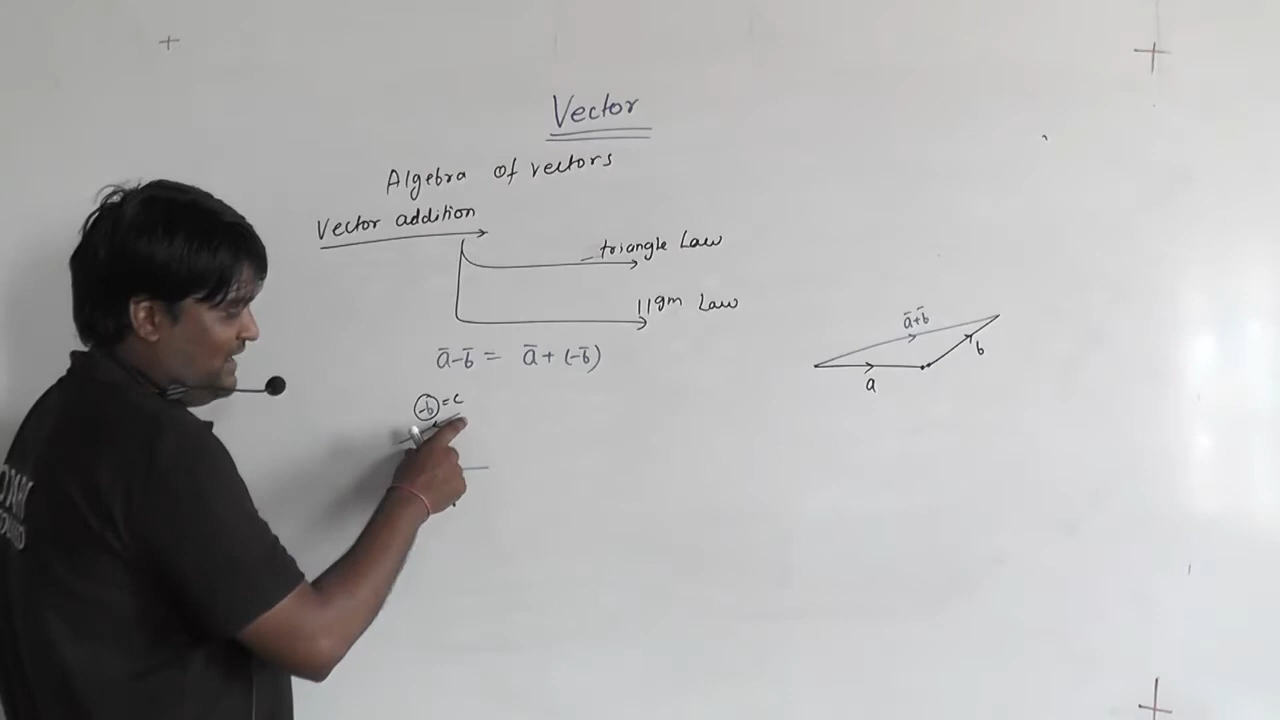 Vector
Algebra of vectors
Vector addition
triangle Law
||gm Law
a̅-b̅ = a̅+(-b̅)
-b=c
a̅+b̅
b
a